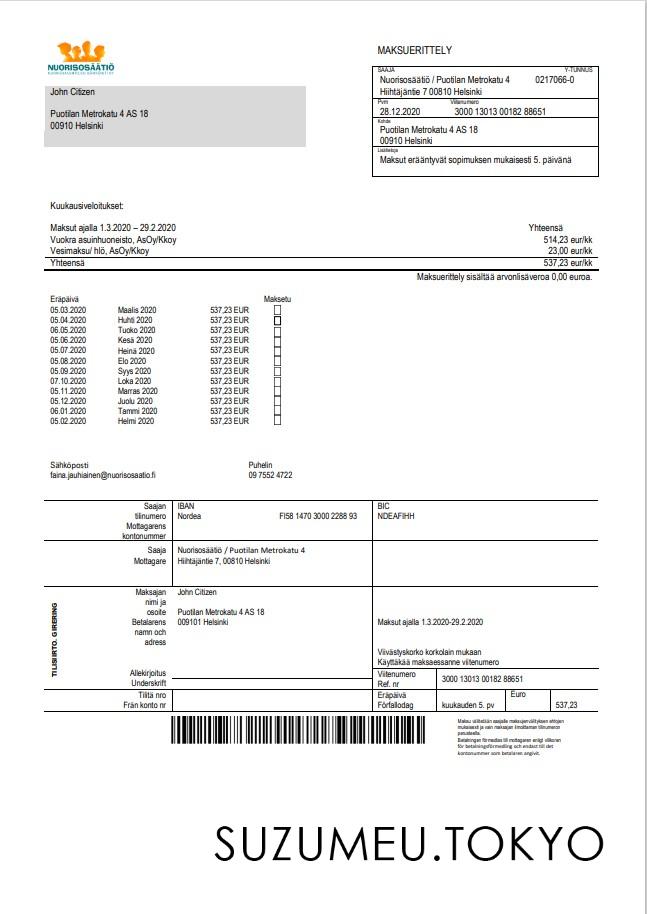 NUORISOSÄÄTIÖ
MAKSUERITTELY
SAAJA Y-TUNNUS
Nuorisosäätiö / Puotilan Metrokatu 4 0217066-0
Hiihtäjäntie 7 00810 Helsinki
Pvm Viitenumero
28.12.2020 3000 13013 00182 88651
Kohde
Puotilan Metrokatu 4 AS 18
00910 Helsinki
Lisätietoja
Maksut erääntyvät sopimuksen mukaisesti 5. päivänä
John Citizen
Puotilan Metrokatu 4 AS 18
00910 Helsinki
Kuukausiveloitukset:
Maksut ajalla 1.3.2020 – 29.2.2020 Yhteensä
Vuokra asuinhuoneisto, AsOy/Kkoy 514,23 eur/kk
Vesimaksu/ hlö, AsOy/Kkoy 23,00 eur/kk
Yhteensä 537,23 eur/kk
Maksuerittely sisältää arvonlisäveroa 0,00 euroa.
Eräpäivä Maksetu
05.03.2020 Maalis 2020 537,23 EUR
05.04.2020 Huhti 2020 537,23 EUR
06.05.2020 Tuoko 2020 537,23 EUR
05.06.2020 Kesä 2020 537,23 EUR
05.07.2020 Heinä 2020 537,23 EUR
05.08.2020 Elo 2020 537,23 EUR
05.09.2020 Syys 2020 537,23 EUR
07.10.2020 Loka 2020 537,23 EUR
05.11.2020 Marras 2020 537,23 EUR
05.12.2020 Juolu 2020 537,23 EUR
06.01.2020 Tammi 2020 537,23 EUR
05.02.2020 Helmi 2020 537,23 EUR
Sähköposti Puhelin
faina.jauhiainen@nuorisosaatio.fi 09 7552 4722
Saajan IBAN BIC
tilinumero Nordea FI58 1470 3000 2288 93 NDEAFIHH
Mottagarens
kontonummer
Saaja Nuorisosäätiö / Puotilan Metrokatu 4
Mottagare Hiihtäjäntie 7, 00810 Helsinki
Maksajan John Citizen
nimi ja
osoite Puotilan Metrokatu 4 AS 18
Betalarens 009101 Helsinki Maksut ajalla 1.3.2020-29.2.2020
namn och
adress
TILISIIRTO. GIRERING
Viivästyskorko korkolain mukaan
Käyttäkää maksaessanne viitenumero
Allekirjoitus Viitenumero
Underskrift Ref. nr 3000 13013 00182 88651
Tilitä nro Eräpäivä Euro
Från konto nr Förfallodag kuukauden 5. pv 537,23
Maksu välitetään saajalle maksujenvälityksen ehtojen
mukaisesti ja vain maksajan ilmoittaman tilinumeron
perusteella.
Betalningen förmedlas till mottagaren enligt villkoren
för betalningsförmedling och endast till det
kontonummer som betalaren angivit.
SUZUMEU.TOKYO